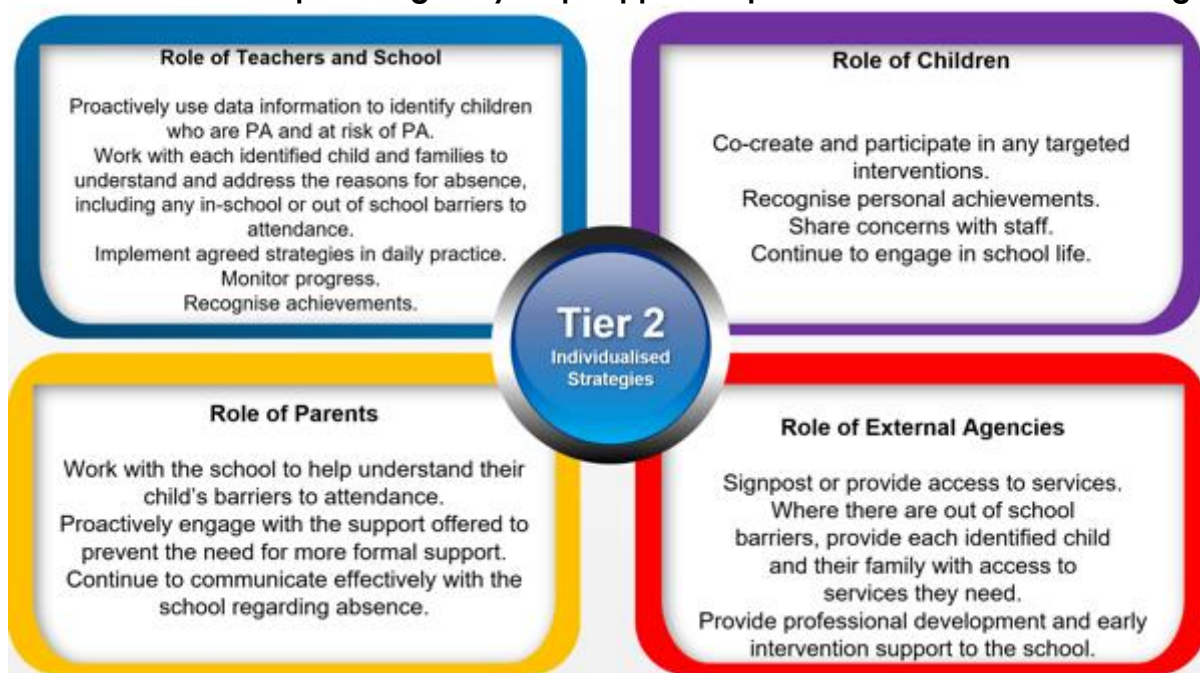 Role of Teachers and School
Proactively use data information to identify children
who are PA and at risk of PA.
Work with each identified child and families to
understand and address the reasons for absence,
including any in-school or out of school barriers to
attendance.
Implement agreed strategies in daily practice.
Monitor progress.
Recognise achievements.
Role of Children
Co-create and participate in any targeted
interventions.
Recognise personal achievements.
Share concerns with staff.
Continue to engage in school life.
Tier 2
Individualised
Strategies
Role of Parents
Work with the school to help understand their
child's barriers to attendance.
Proactively engage with the support offered to
prevent the need for more formal support.
Continue to communicate effectively with the
school regarding absence.
Role of External Agencies
Signpost or provide access to services.
Where there are out of school
barriers, provide each identified child
and their family with access to
services they need.
Provide professional development and early
intervention support to the school.